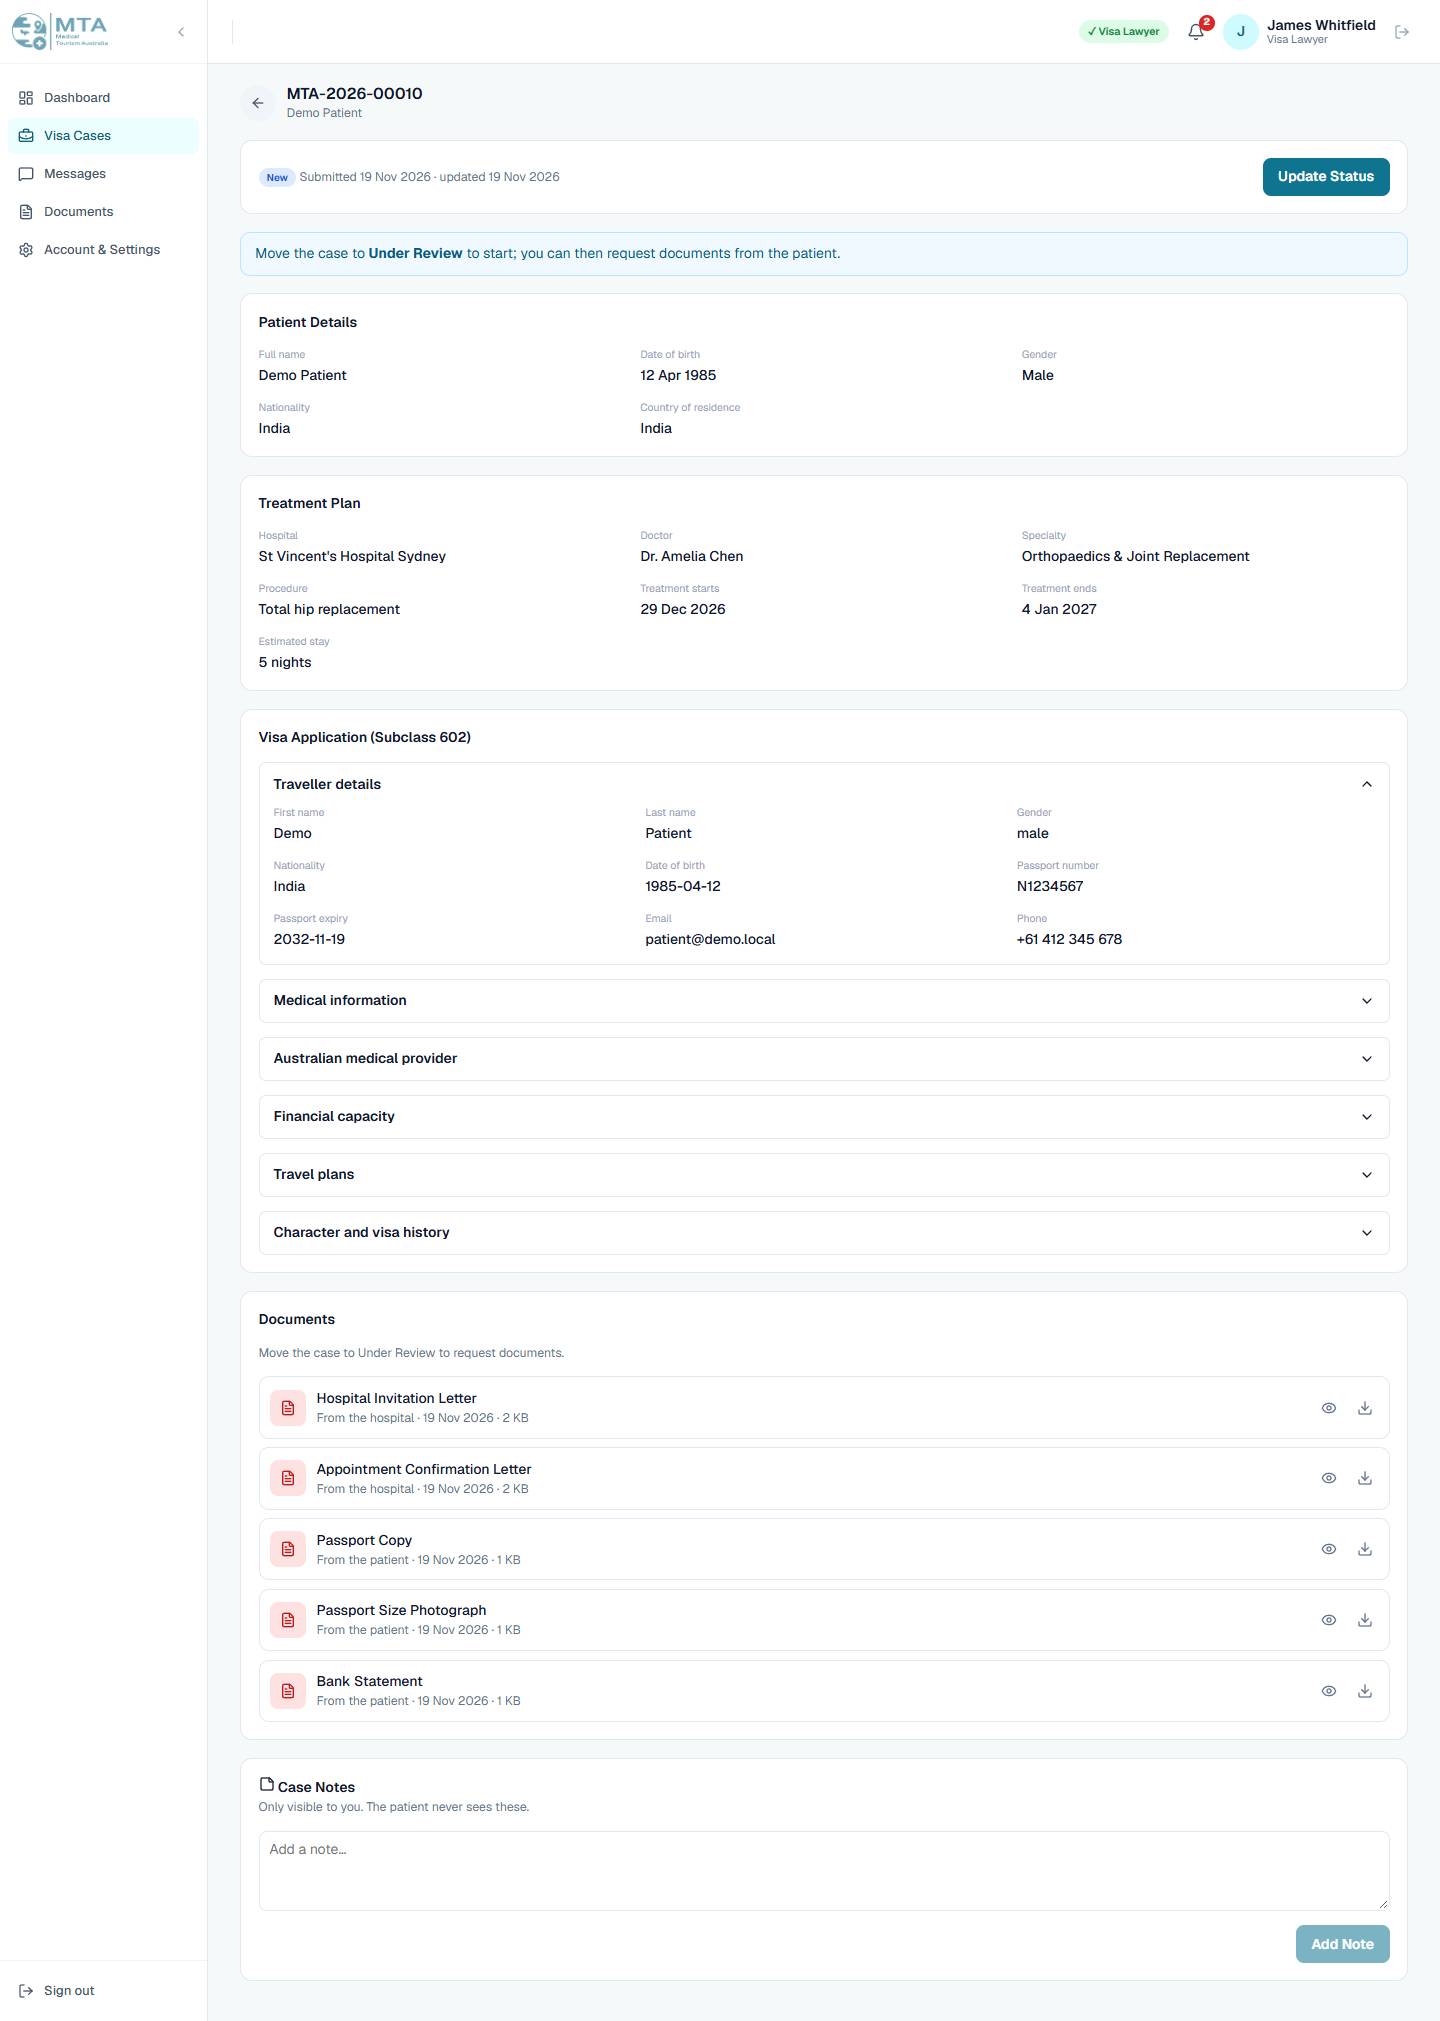 MTA
Medical
Tourism Australia
✓ Visa Lawyer
2
J
James Whitfield
Visa Lawyer
Dashboard
Visa Cases
Messages
Documents
Account & Settings
Sign out
MTA-2026-00010
Demo Patient
New Submitted 19 Nov 2026 · updated 19 Nov 2026
Update Status
Move the case to Under Review to start; you can then request documents from the patient.
Patient Details
Full name Date of birth Gender
Demo Patient 12 Apr 1985 Male
Nationality Country of residence
India India
Treatment Plan
Hospital Doctor Specialty
St Vincent's Hospital Sydney Dr. Amelia Chen Orthopaedics & Joint Replacement
Procedure Treatment starts Treatment ends
Total hip replacement 29 Dec 2026 4 Jan 2027
Estimated stay
5 nights
Visa Application (Subclass 602)
Traveller details
First name Last name Gender
Demo Patient male
Nationality Date of birth Passport number
India 1985-04-12 N1234567
Passport expiry Email Phone
2032-11-19 patient@demo.local +61 412 345 678
Medical information
Australian medical provider
Financial capacity
Travel plans
Character and visa history
Documents
Move the case to Under Review to request documents.
Hospital Invitation Letter
From the hospital · 19 Nov 2026 · 2 KB
Appointment Confirmation Letter
From the hospital · 19 Nov 2026 · 2 KB
Passport Copy
From the patient · 19 Nov 2026 · 1 KB
Passport Size Photograph
From the patient · 19 Nov 2026 · 1 KB
Bank Statement
From the patient · 19 Nov 2026 · 1 KB
Case Notes
Only visible to you. The patient never sees these.
Add a note...
Add Note